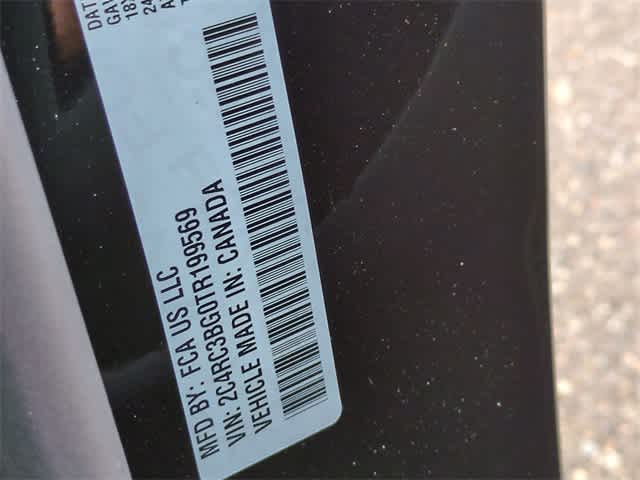 MFD BY: FCA US LLC
VIN: 2C4RC3BG0TR199569
VEHICLE MADE IN: CANADA